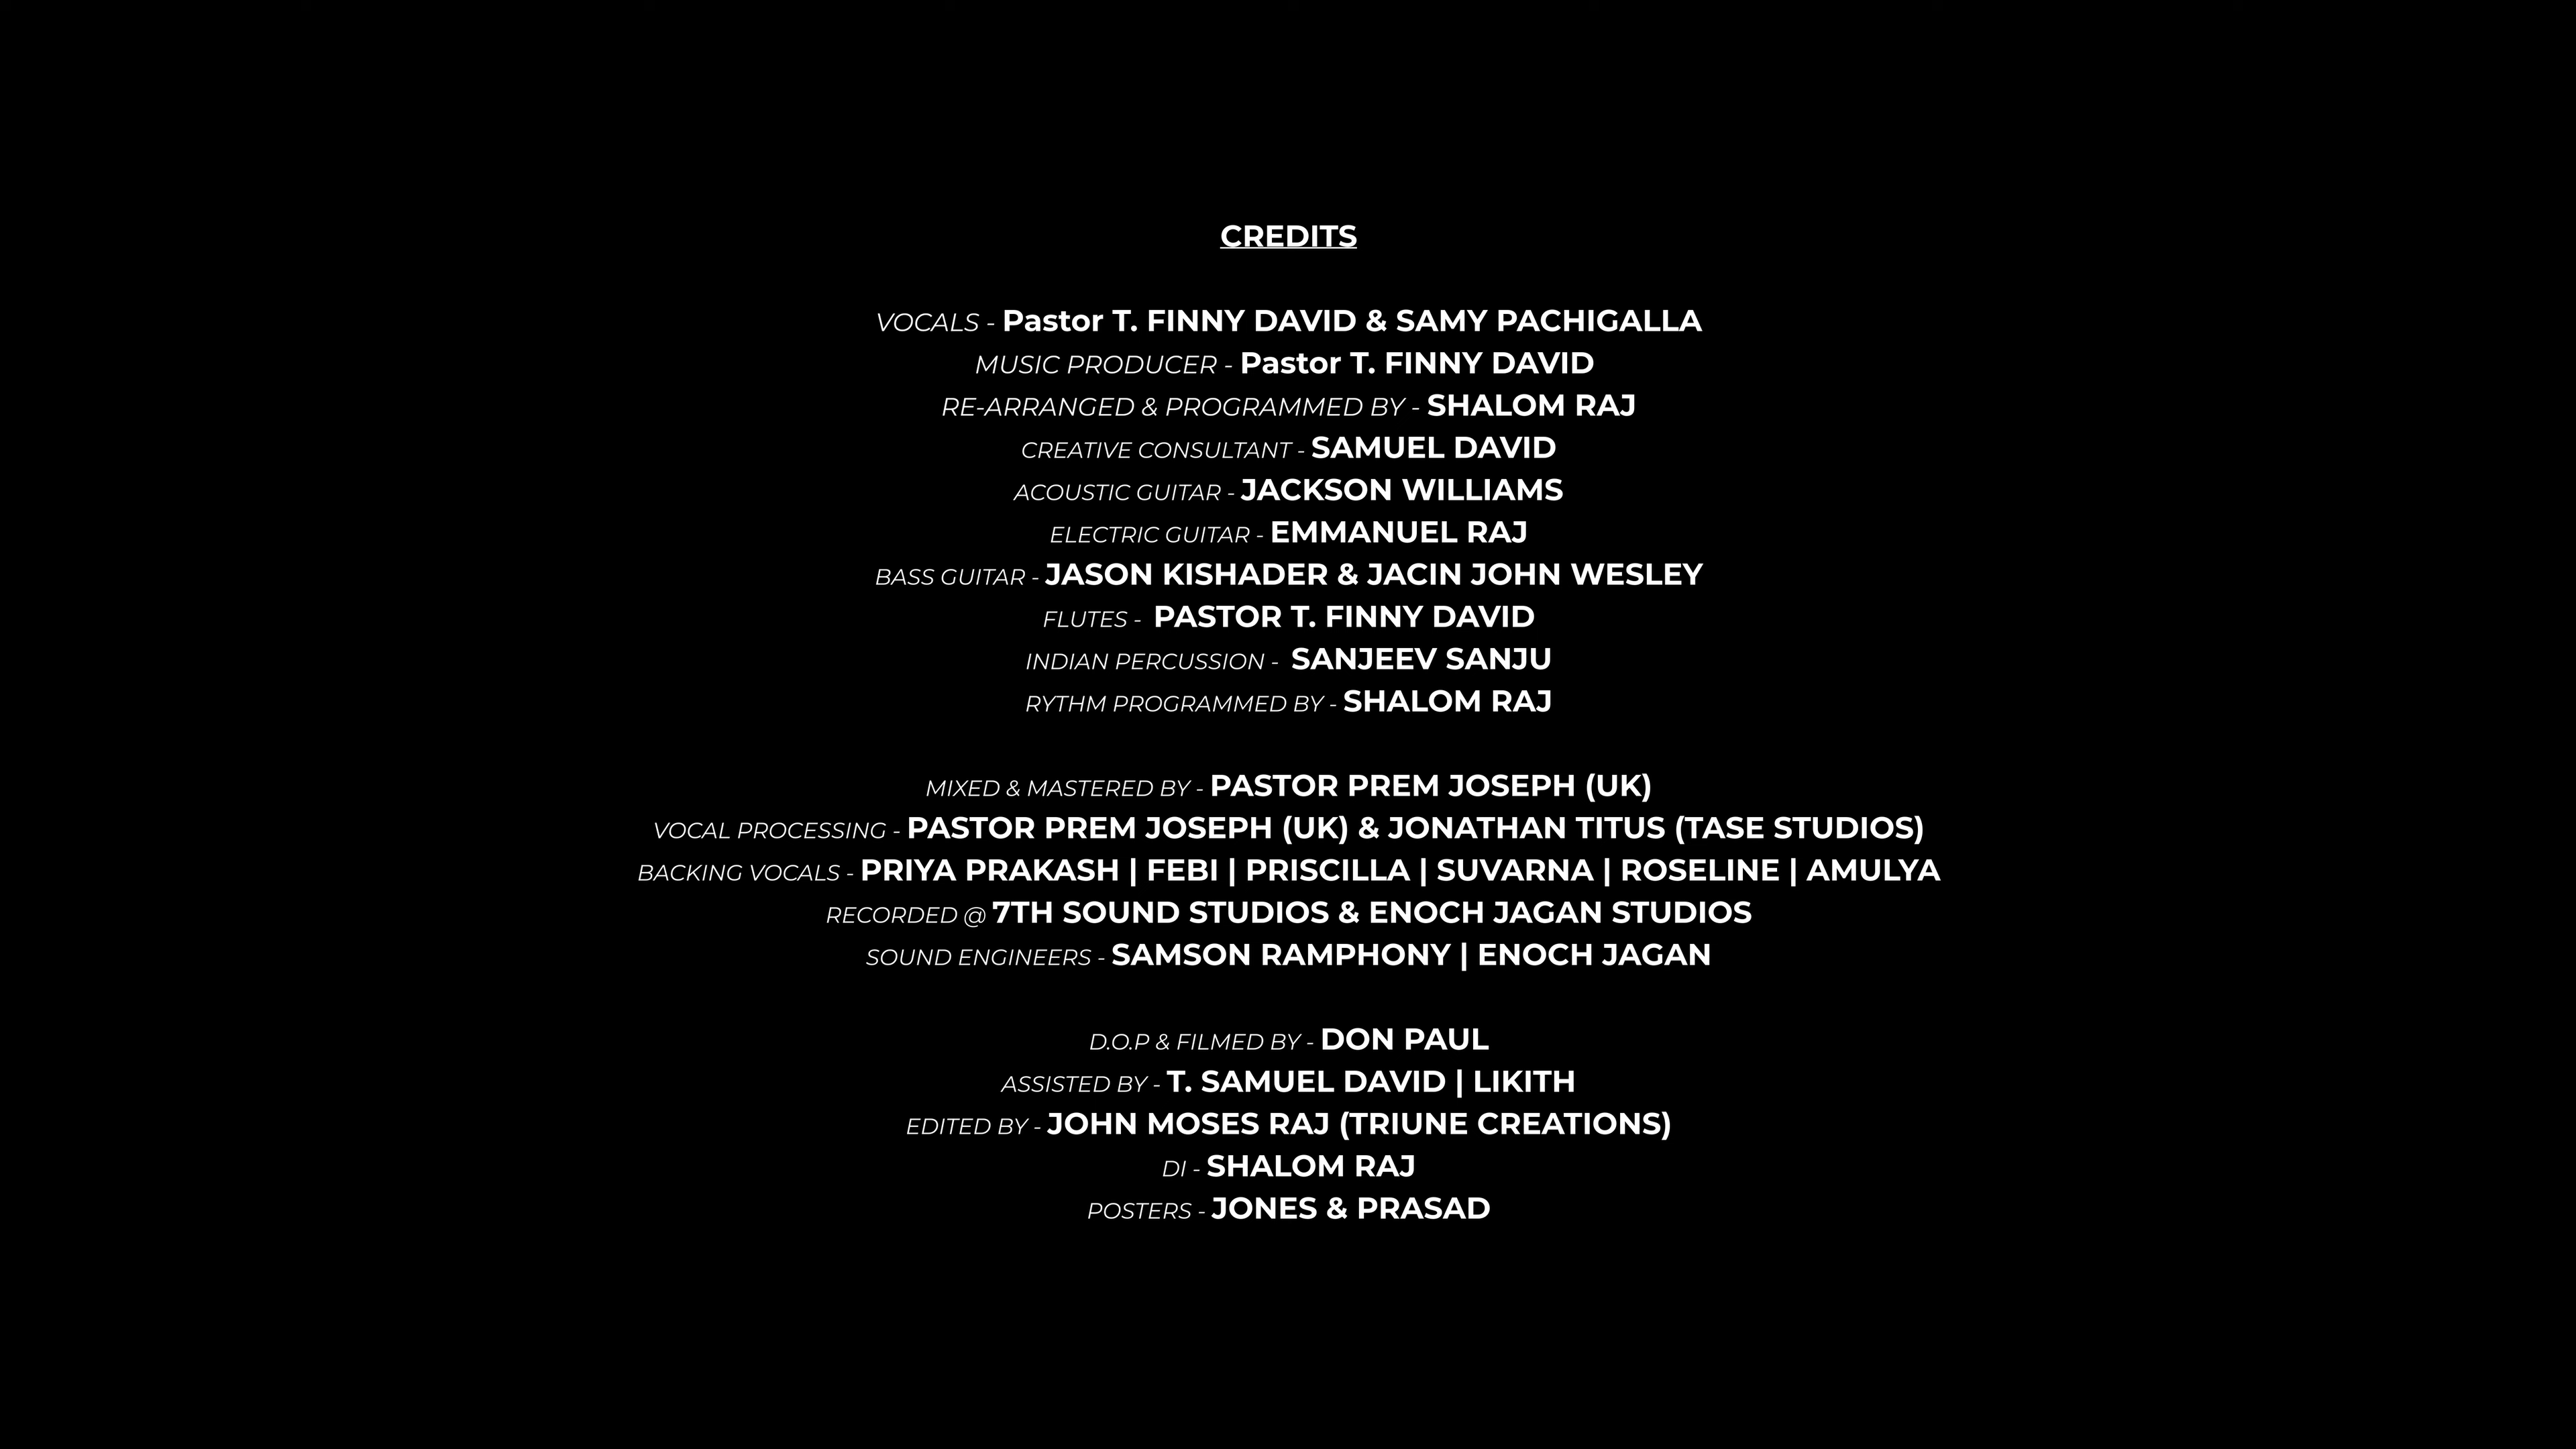 CREDITS
VOCALS - Pastor T. FINNY DAVID & SAMY PACHIGALLA
MUSIC PRODUCER - Pastor T. FINNY DAVID
RE-ARRANGED & PROGRAMMED BY - SHALOM RAJ
CREATIVE CONSULTANT - SAMUEL DAVID
ACOUSTIC GUITAR - JACKSON WILLIAMS
ELECTRIC GUITAR - EMMANUEL RAJ
BASS GUITAR - JASON KISHADER & JACIN JOHN WESLEY
FLUTES - PASTOR T. FINNY DAVID
INDIAN PERCUSSION - SANJEEV SANJU
RYTHM PROGRAMMED BY - SHALOM RAJ
MIXED & MASTERED BY - PASTOR PREM JOSEPH (UK)
VOCAL PROCESSING - PASTOR PREM JOSEPH (UK) & JONATHAN TITUS (TASE STUDIOS)
BACKING VOCALS - PRIYA PRAKASH | FEBI | PRISCILLA | SUVARNA | ROSELINE | AMULYA
RECORDED @ 7TH SOUND STUDIOS & ENOCH JAGAN STUDIOS
SOUND ENGINEERS - SAMSON RAMPHONY | ENOCH JAGAN
D.O.P & FILMED BY - DON PAUL
ASSISTED BY - T. SAMUEL DAVID | LIKITH
EDITED BY - JOHN MOSES RAJ (TRIUNE CREATIONS)
DI - SHALOM RAJ
POSTERS - JONES & PRASAD